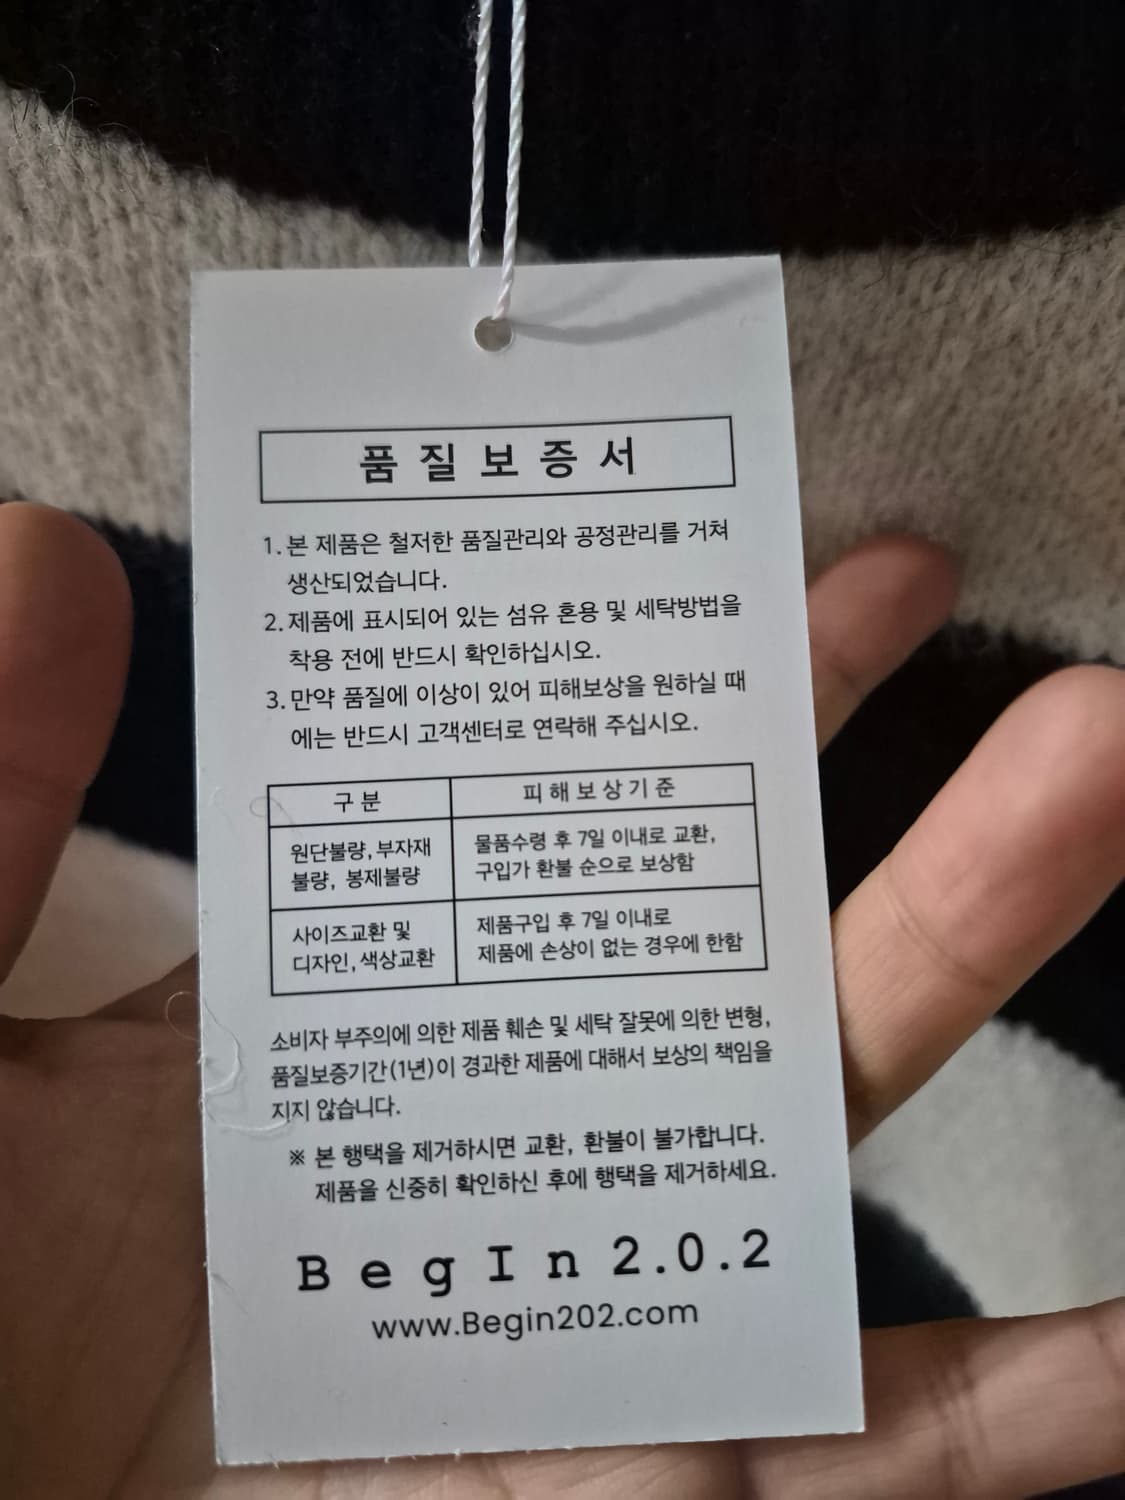 품질보증서
1. 본 제품은 철저한 품질관리와 공정관리를 거쳐
생산되었습니다.
2. 제품에 표시되어 있는 섬유 혼용 및 세탁방법을
착용 전에 반드시 확인하십시오.
3. 만약 품질에 이상이 있어 피해보상을 원하실 때
에는 반드시 고객센터로 연락해 주십시오.
구분 피해보상기준
원단불량, 부자재 물품수령 후 7일 이내로 교환,
불량, 봉제불량 구입가 환불 순으로 보상함
사이즈교환 및 제품구입 후 7일 이내로
디자인, 색상교환 제품에 손상이 없는 경우에 한함
소비자 부주의에 의한 제품 훼손 및 세탁 잘못에 의한 변형,
품질보증기간(1년)이 경과한 제품에 대해서 보상의 책임을
지지 않습니다.
※ 본 행택을 제거하시면 교환, 환불이 불가합니다.
제품을 신중히 확인하신 후에 행택을 제거하세요.
BegIn2.0.2
www.Begin202.com